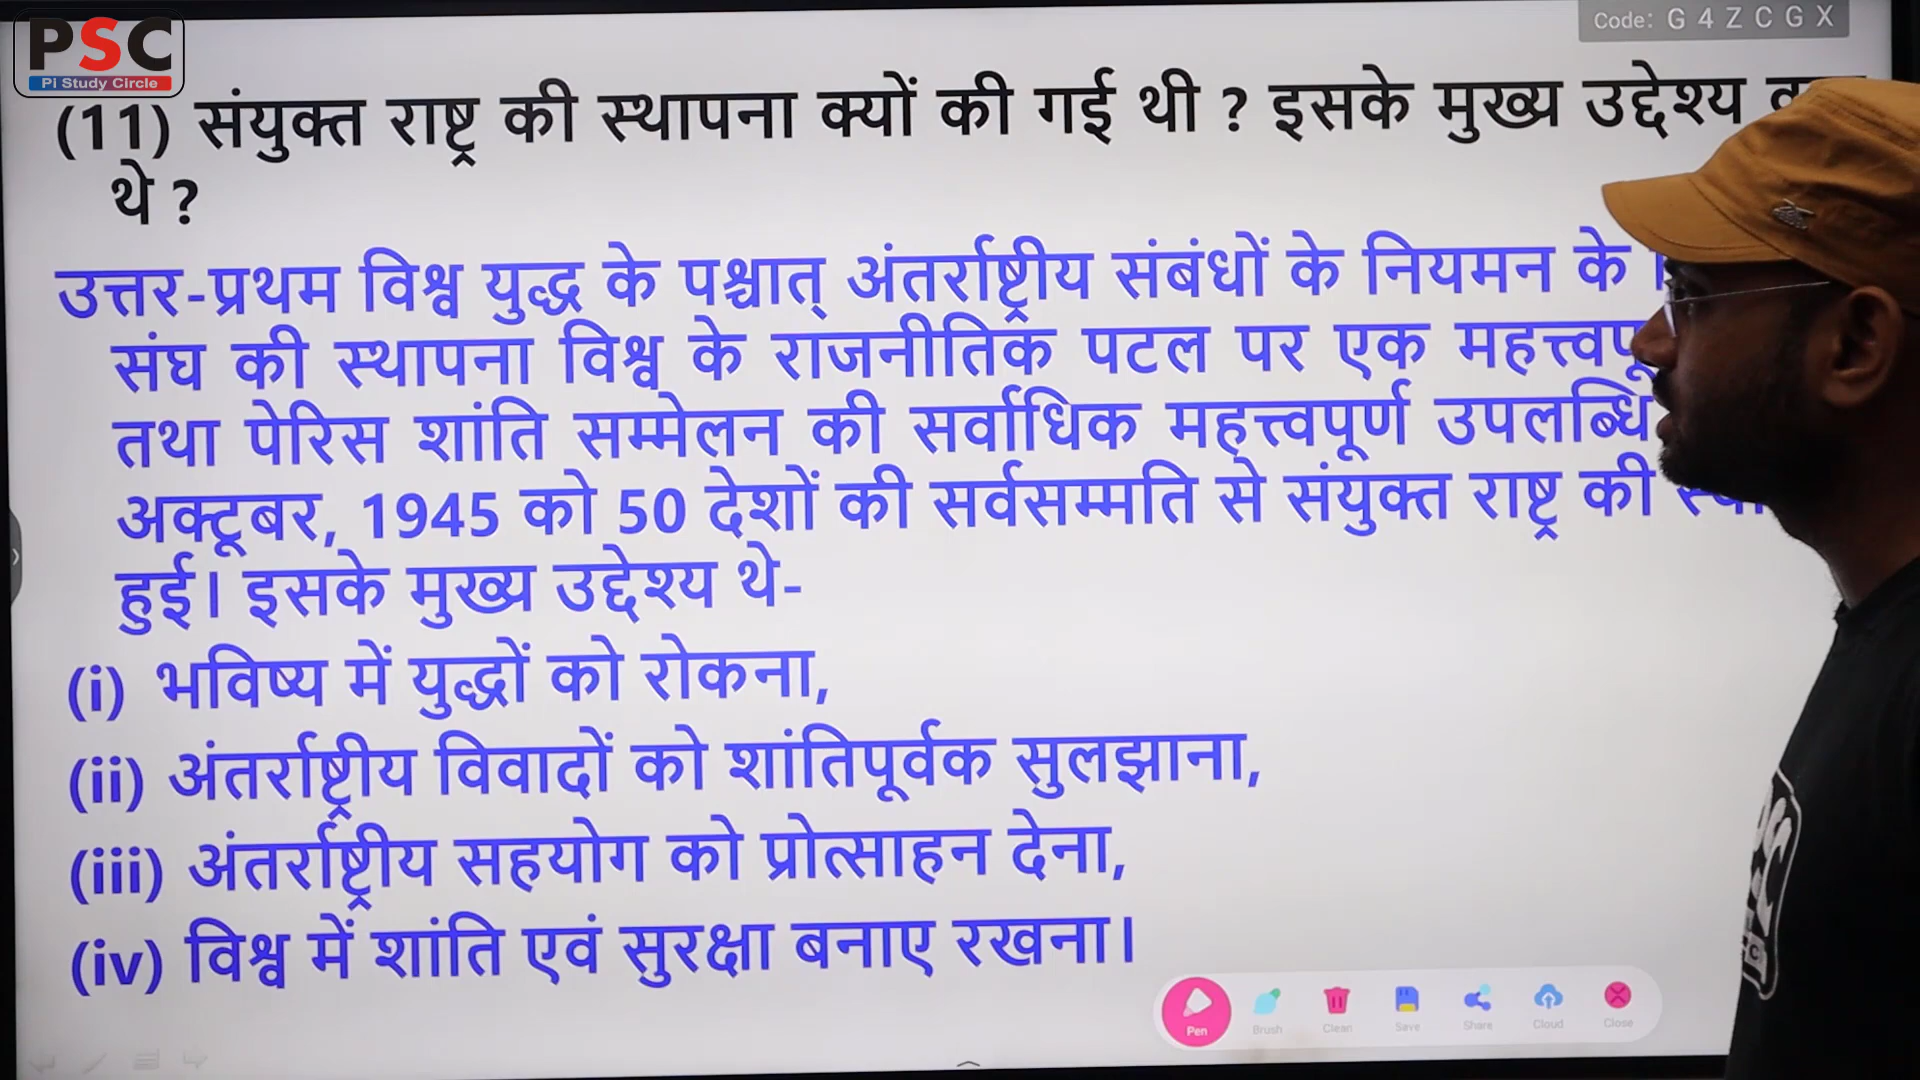 PSC
Pi Study Circle
Code: G 4 Z C G X
(11) संयुक्त राष्ट्र की स्थापना क्यों की गई थी ? इसके मुख्य उद्देश्य
थे ?
उत्तर-प्रथम विश्व युद्ध के पश्चात् अंतर्राष्ट्रीय संबंधों के नियमन के
संघ की स्थापना विश्व के राजनीतिक पटल पर एक
तथा पेरिस शांति सम्मेलन की सर्वाधिक महत्त्वपूर्ण उपलब्धि
अक्टूबर, 1945 को 50 देशों की सर्वसम्मति से संयुक्त राष्ट्र की
हुई। इसके मुख्य उद्देश्य थे-
(i) भविष्य में युद्धों को रोकना,
(ii) अंतर्राष्ट्रीय विवादों को शांतिपूर्वक सुलझाना,
(iii) अंतर्राष्ट्रीय सहयोग को प्रोत्साहन देना,
(iv) विश्व में शांति एवं सुरक्षा बनाए रखना।
Pen Brush Clean Save Share Cloud Close